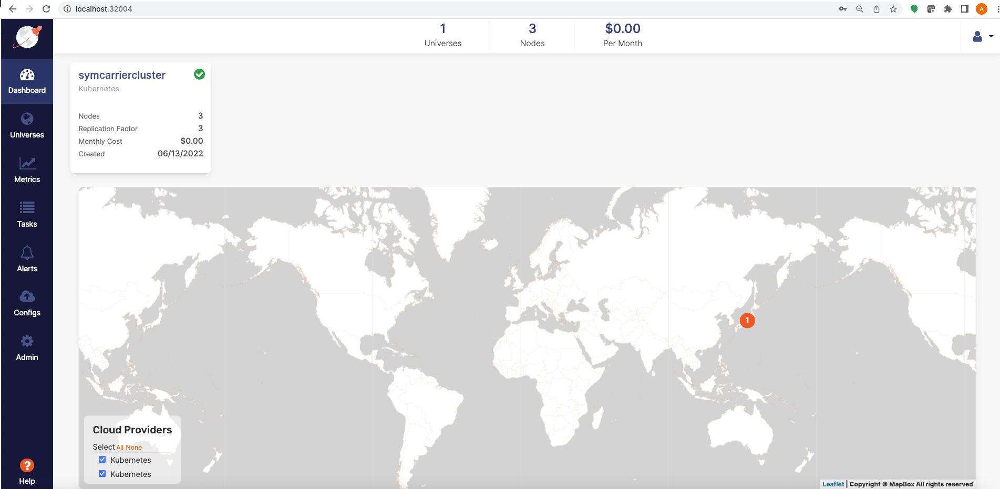 localhost:32004
A
1
Universes
3
Nodes
$0.00
Per Month
Dashboard
Universes
Metrics
Tasks
Alerts
Configs
Admin
?
Help
symcarriercluster
Kubernetes
Nodes 3
Replication Factor 3
Monthly Cost $0.00
Created 06/13/2022
1
Cloud Providers
Select All None
Kubernetes
Kubernetes
Leaflet | Copyright © MapBox All rights reserved